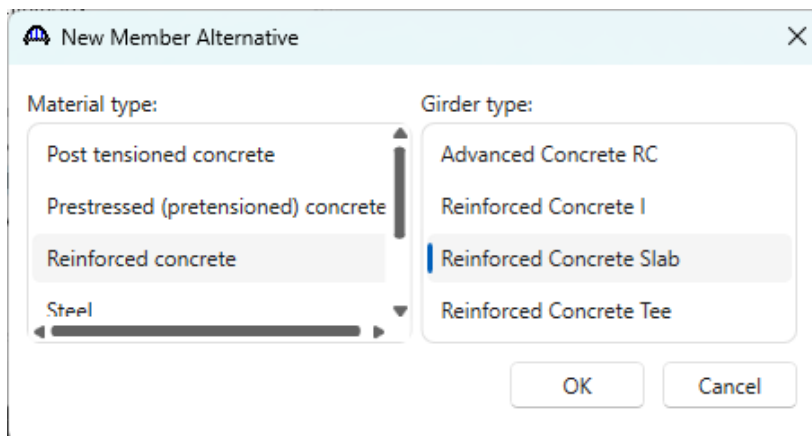 New Member Alternative
Material type:
Girder type:
Post tensioned concrete
Prestressed (pretensioned) concrete
Reinforced concrete
Steel
Advanced Concrete RC
Reinforced Concrete I
Reinforced Concrete Slab
Reinforced Concrete Tee
OK
Cancel